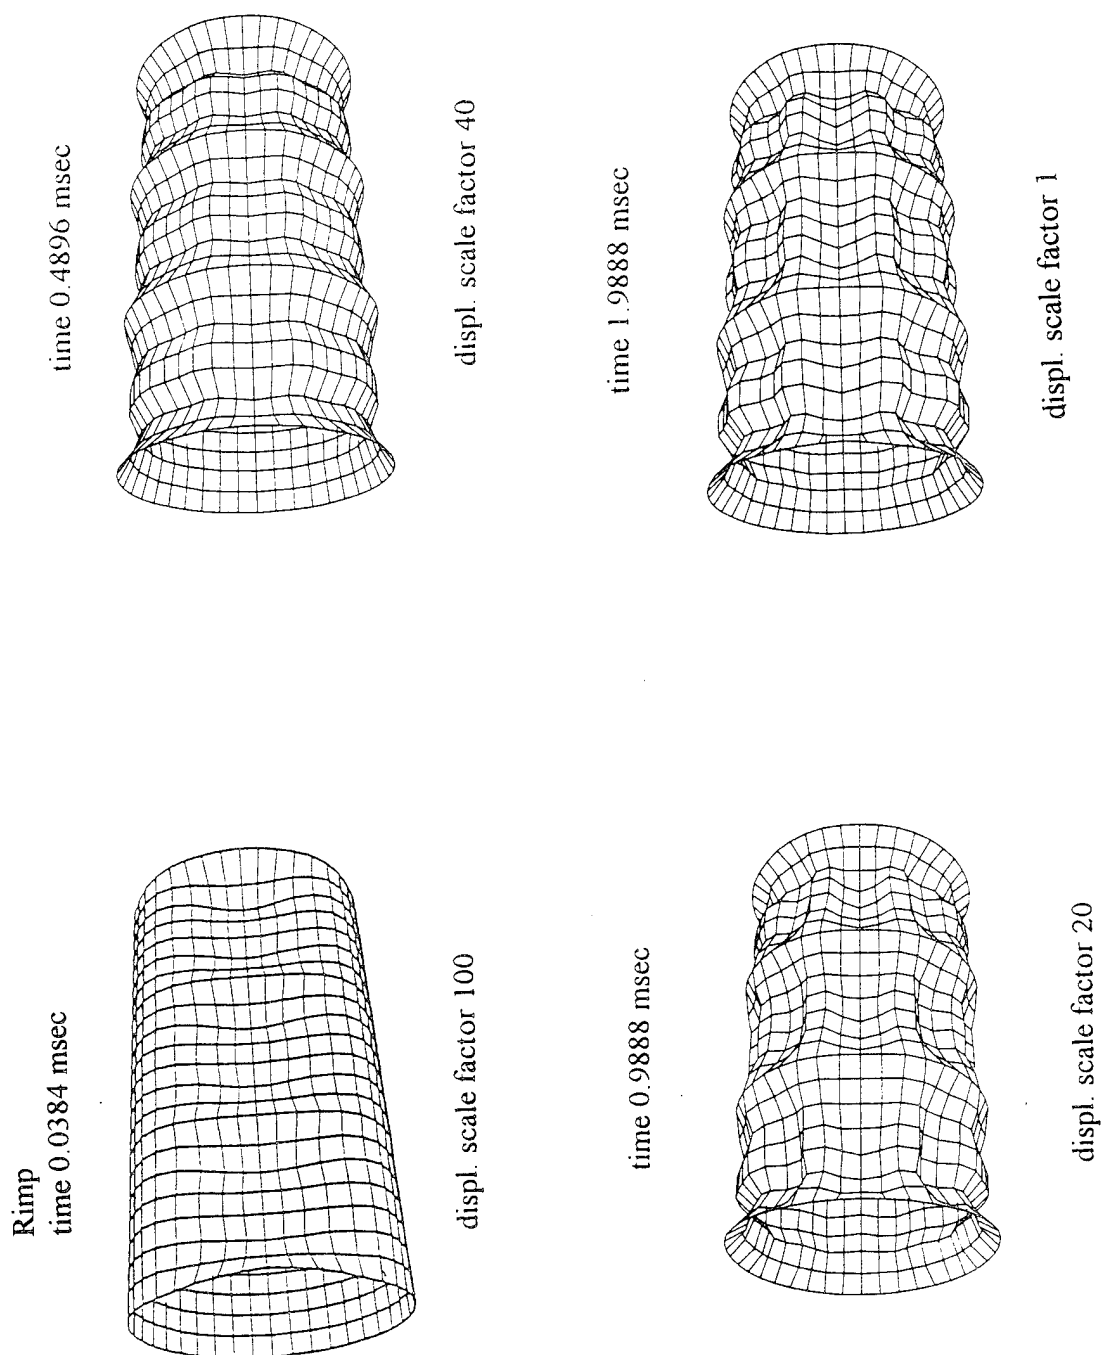 Rimp
time 0.0384 msec
displ. scale factor 100
time 0.4896 msec
displ. scale factor 40
time 0.9888 msec
displ. scale factor 20
time 1.9888 msec
displ. scale factor 1